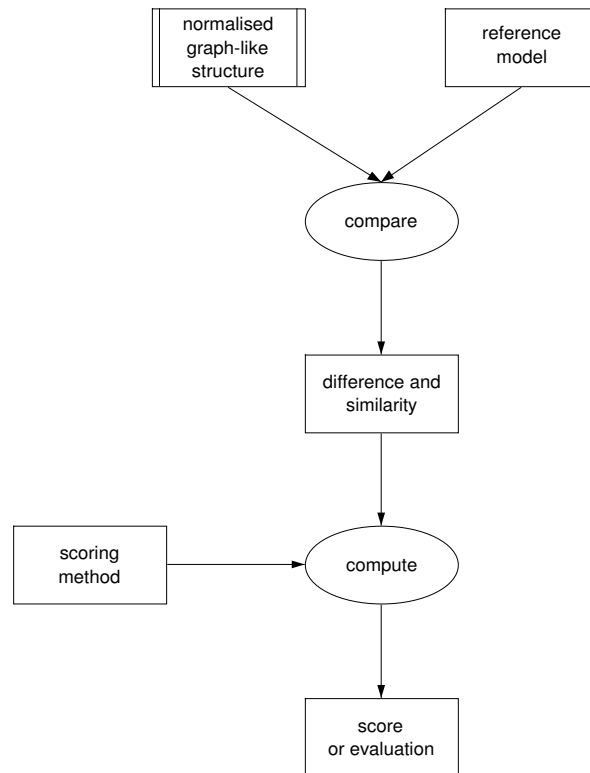 normalised
graph-like
structure
reference
model
compare
difference and
similarity
scoring
method
compute
score
or evaluation